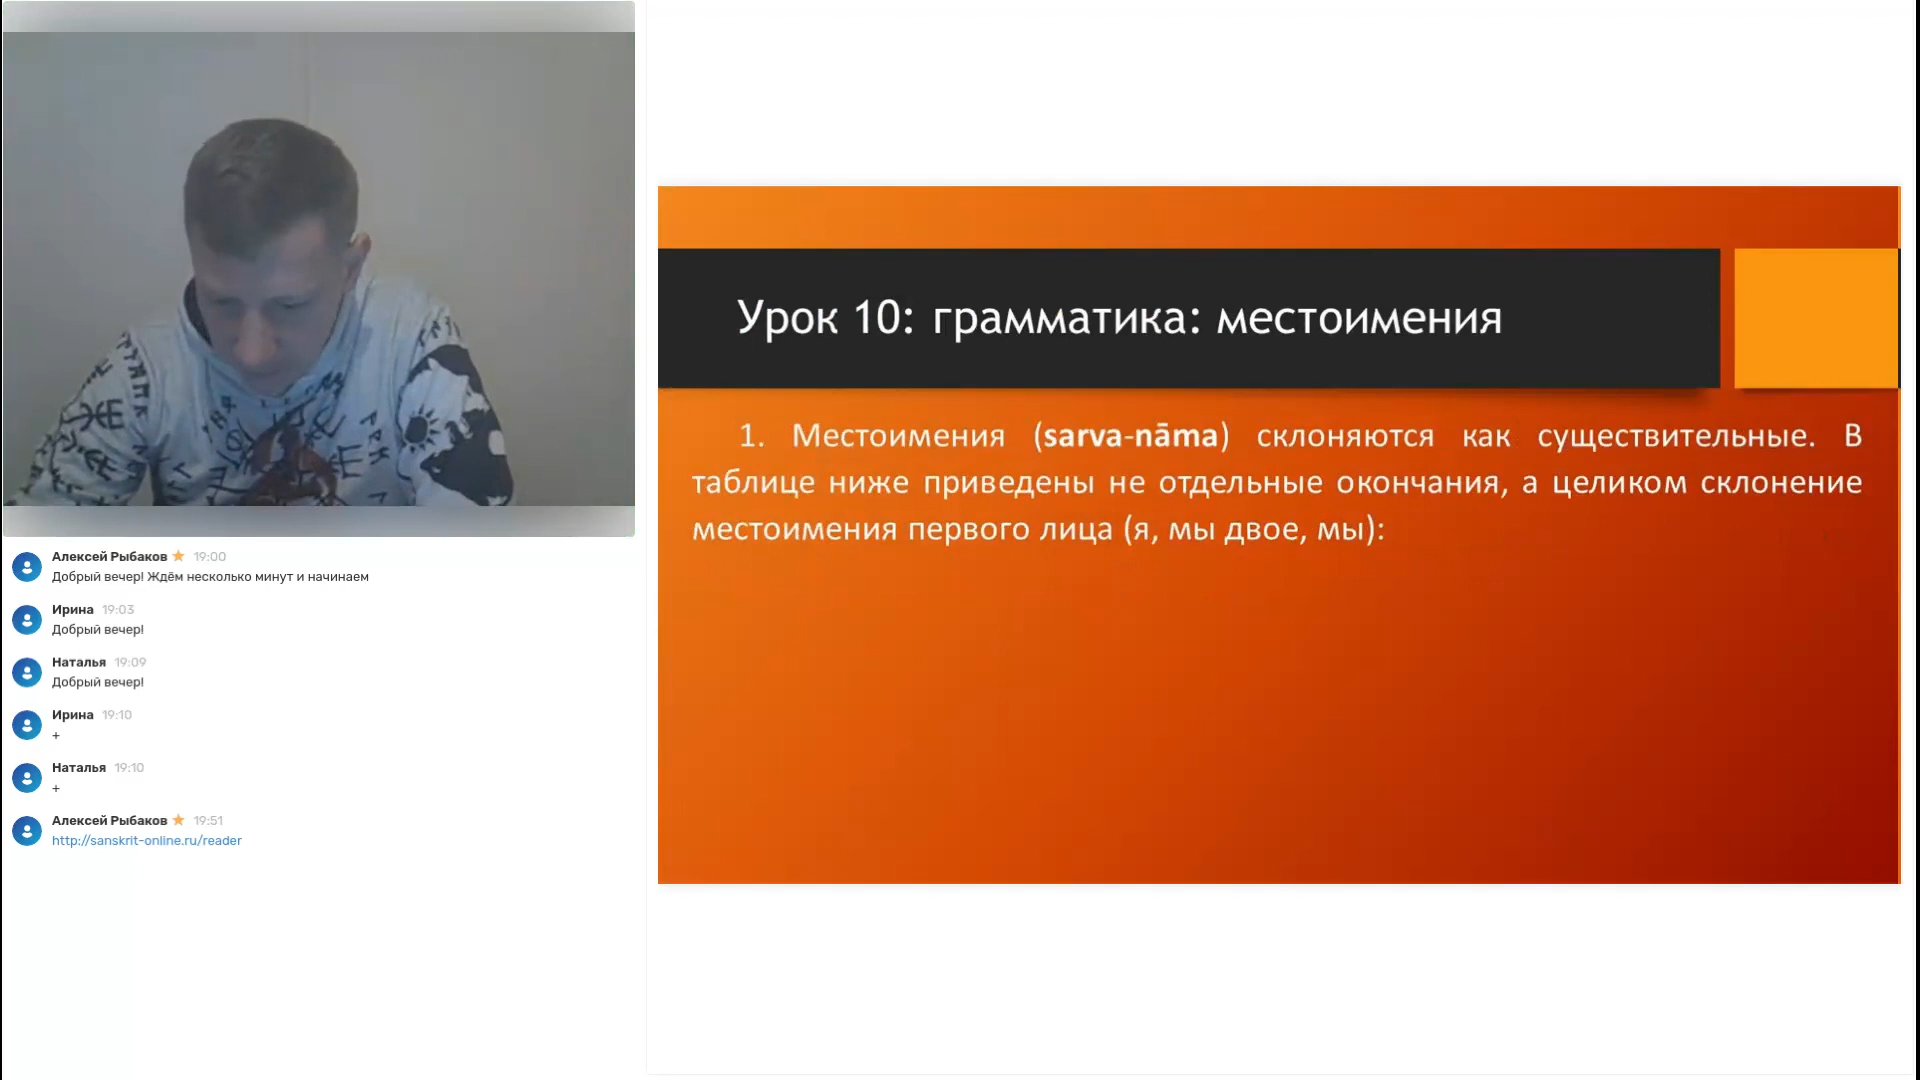 Алексей Рыбаков 19:00
Добрый вечер! Ждём несколько минут и начинаем
Ирина 19:03
Добрый вечер!
Наталья 19:09
Добрый вечер!
Ирина 19:10
+
Наталья 19:10
+
Алексей Рыбаков 19:51
http://sanskrit-online.ru/reader
Урок 10: грамматика: местоимения
1. Местоимения (sarva-nāma) склоняются как существительные. В
таблице ниже приведены не отдельные окончания, а целиком склонение
местоимения первого лица (я, мы двое, мы):